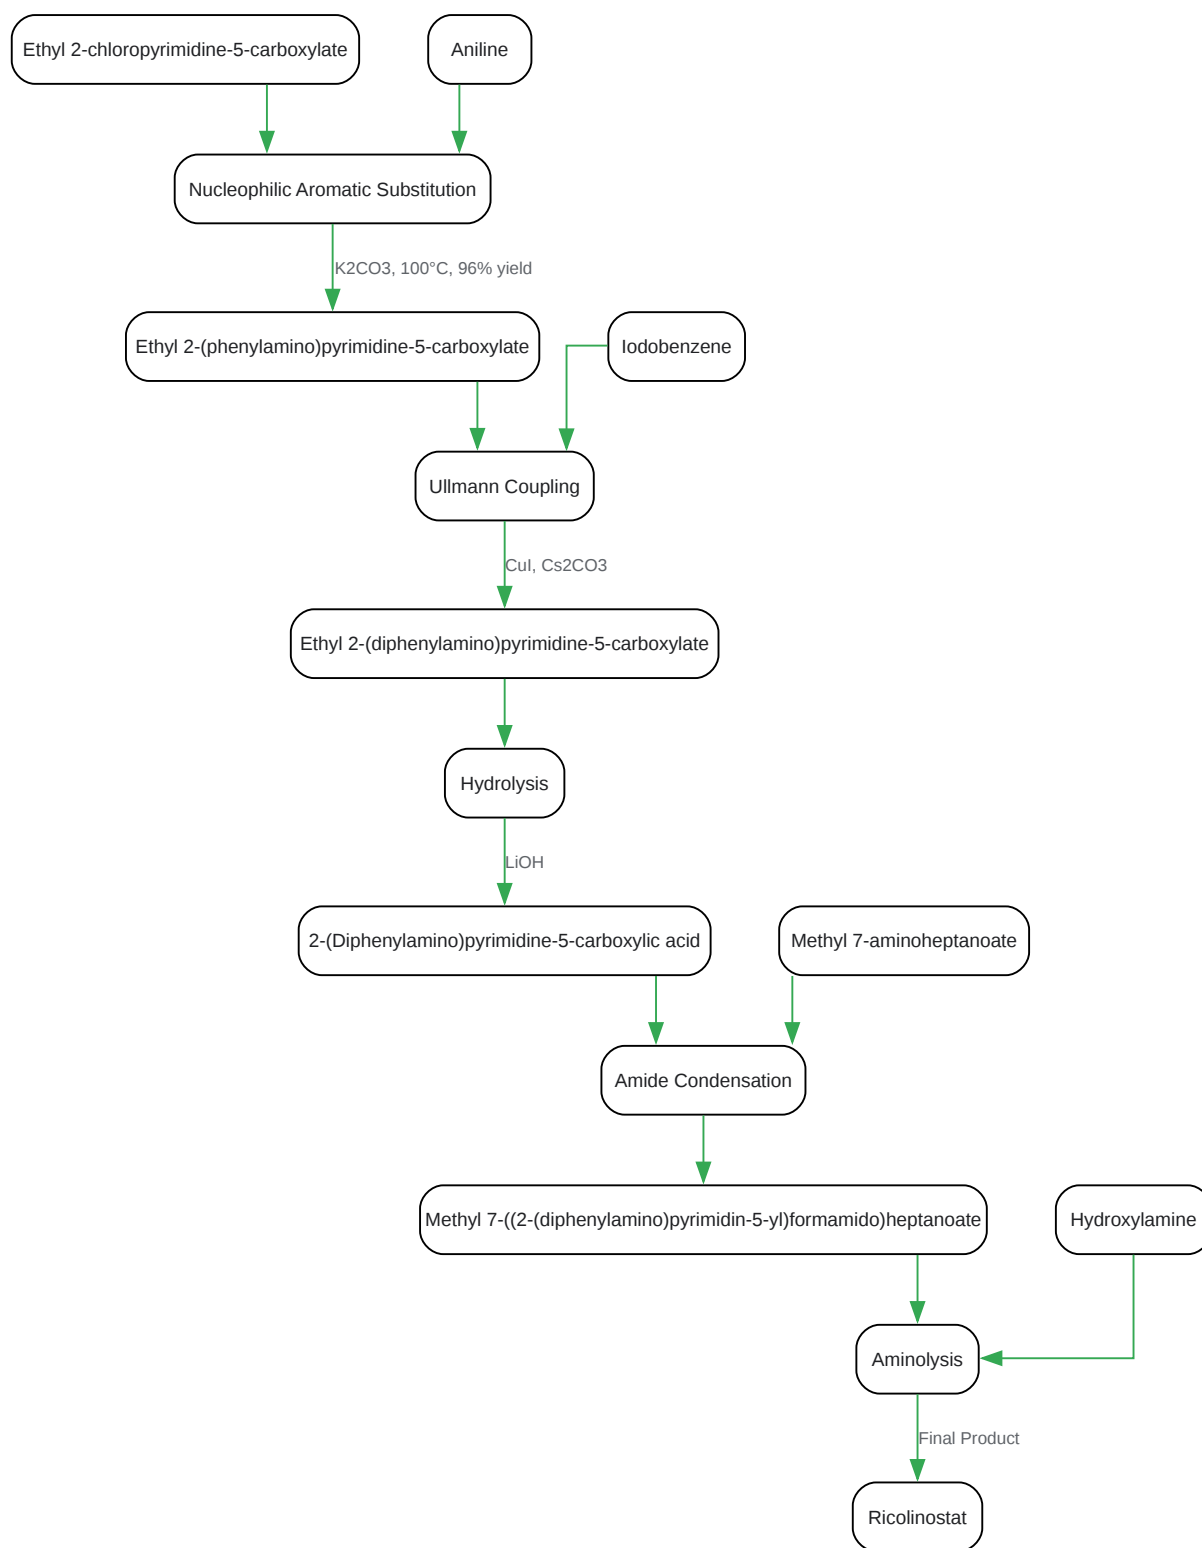 Ethyl 2-chloropyrimidine-5-carboxylate
Aniline
Nucleophilic Aromatic Substitution
K2CO3, 100°C, 96% yield
Ethyl 2-(phenylamino)pyrimidine-5-carboxylate
Iodobenzene
Ullmann Coupling
CuI, Cs2CO3
Ethyl 2-(diphenylamino)pyrimidine-5-carboxylate
Hydrolysis
LiOH
2-(Diphenylamino)pyrimidine-5-carboxylic acid
Methyl 7-aminoheptanoate
Amide Condensation
Methyl 7-((2-(diphenylamino)pyrimidin-5-yl)formamido)heptanoate
Hydroxylamine
Aminolysis
Final Product
Ricolinostat